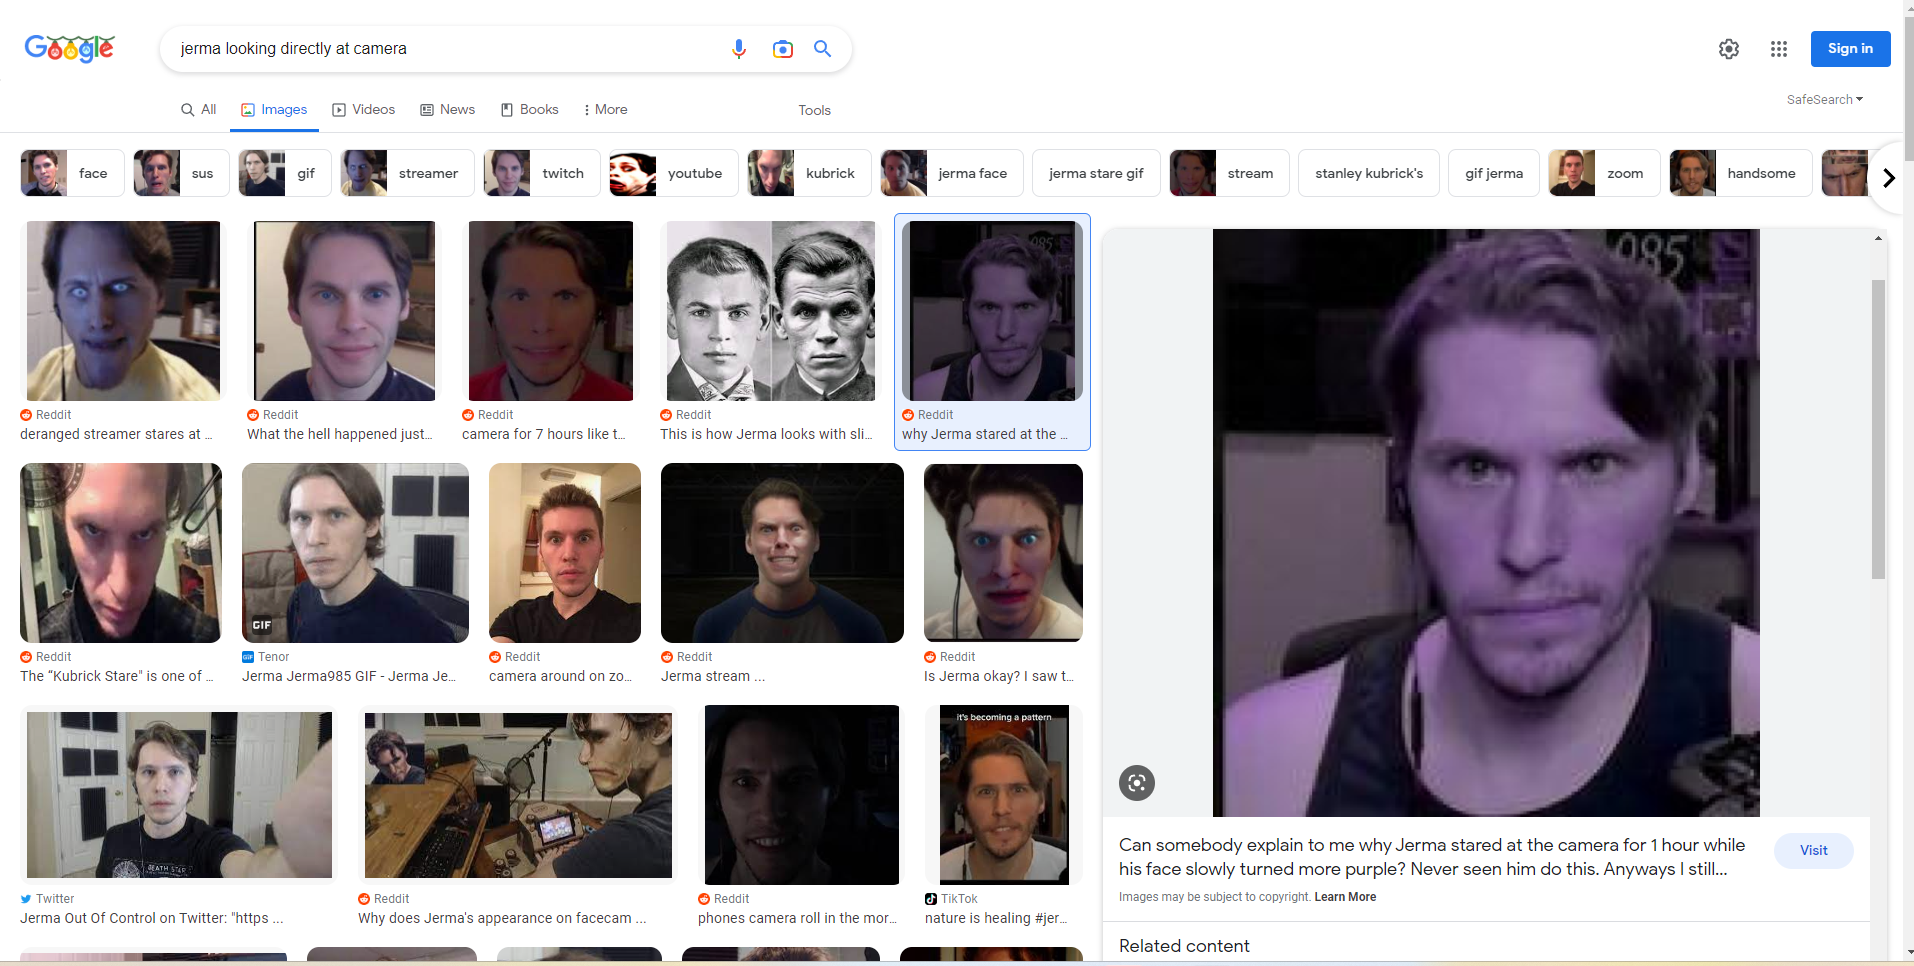 Google
jerma looking directly at camera
Sign in
All
Images
Videos
News
Books
More
Tools
SafeSearch
face
sus
gif
streamer
twitch
youtube
kubrick
jerma face
jerma stare gif
stream
stanley kubrick's
gif jerma
zoom
handsome
Reddit
deranged streamer stares at ...
Reddit
What the hell happened just...
Reddit
camera for 7 hours like t...
Reddit
This is how Jerma looks with sli...
Reddit
why Jerma stared at the ...
985
GIF
Reddit
The “Kubrick Stare" is one of ...
Tenor
Jerma Jerma985 GIF - Jerma Je...
Reddit
camera around on zo...
Reddit
Jerma stream ...
Reddit
Is Jerma okay? I saw t...
DEATH STAR
it's becoming a pattern
Twitter
Jerma Out Of Control on Twitter: "https ...
Reddit
Why does Jerma's appearance on facecam ...
Reddit
phones camera roll in the mor...
TikTok
nature is healing #jer...
985
Can somebody explain to me why Jerma stared at the camera for 1 hour while
his face slowly turned more purple? Never seen him do this. Anyways I still...
Visit
Images may be subject to copyright. Learn More
Related content